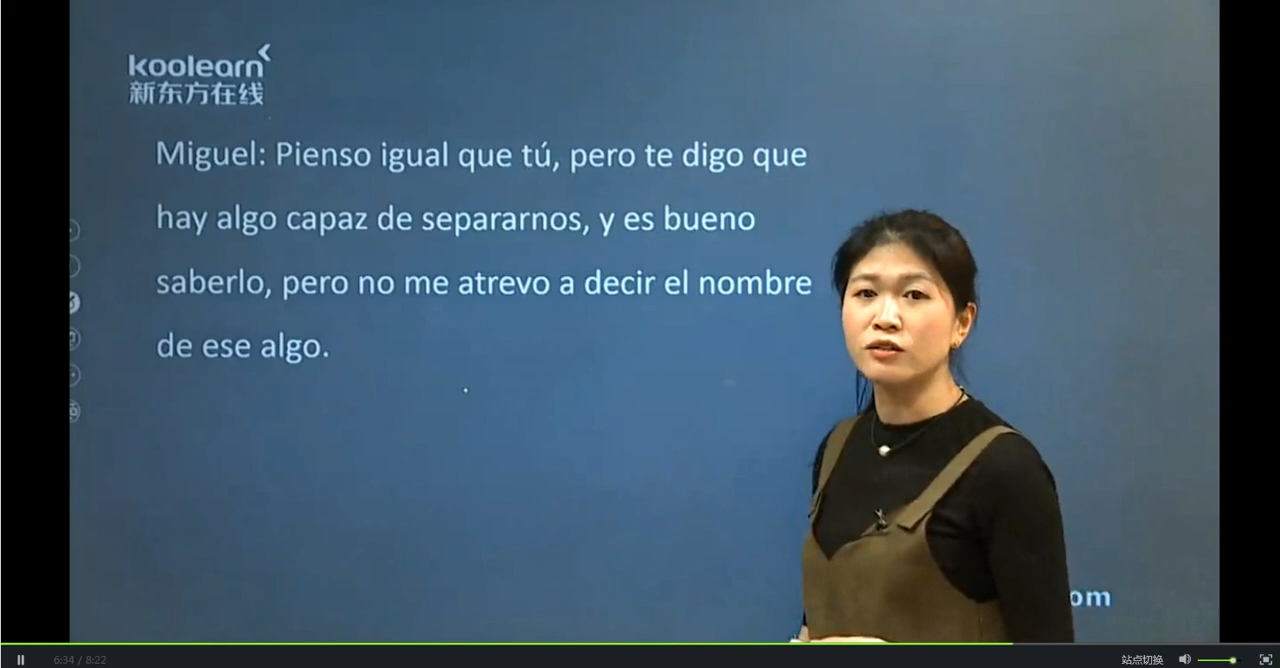 koolearn
新东方在线
Miguel: Pienso igual que tú, pero te digo que
hay algo capaz de separarnos, y es bueno
saberlo, pero no me atrevo a decir el nombre
de ese algo.
om
6:34 / 8:22
站点切换